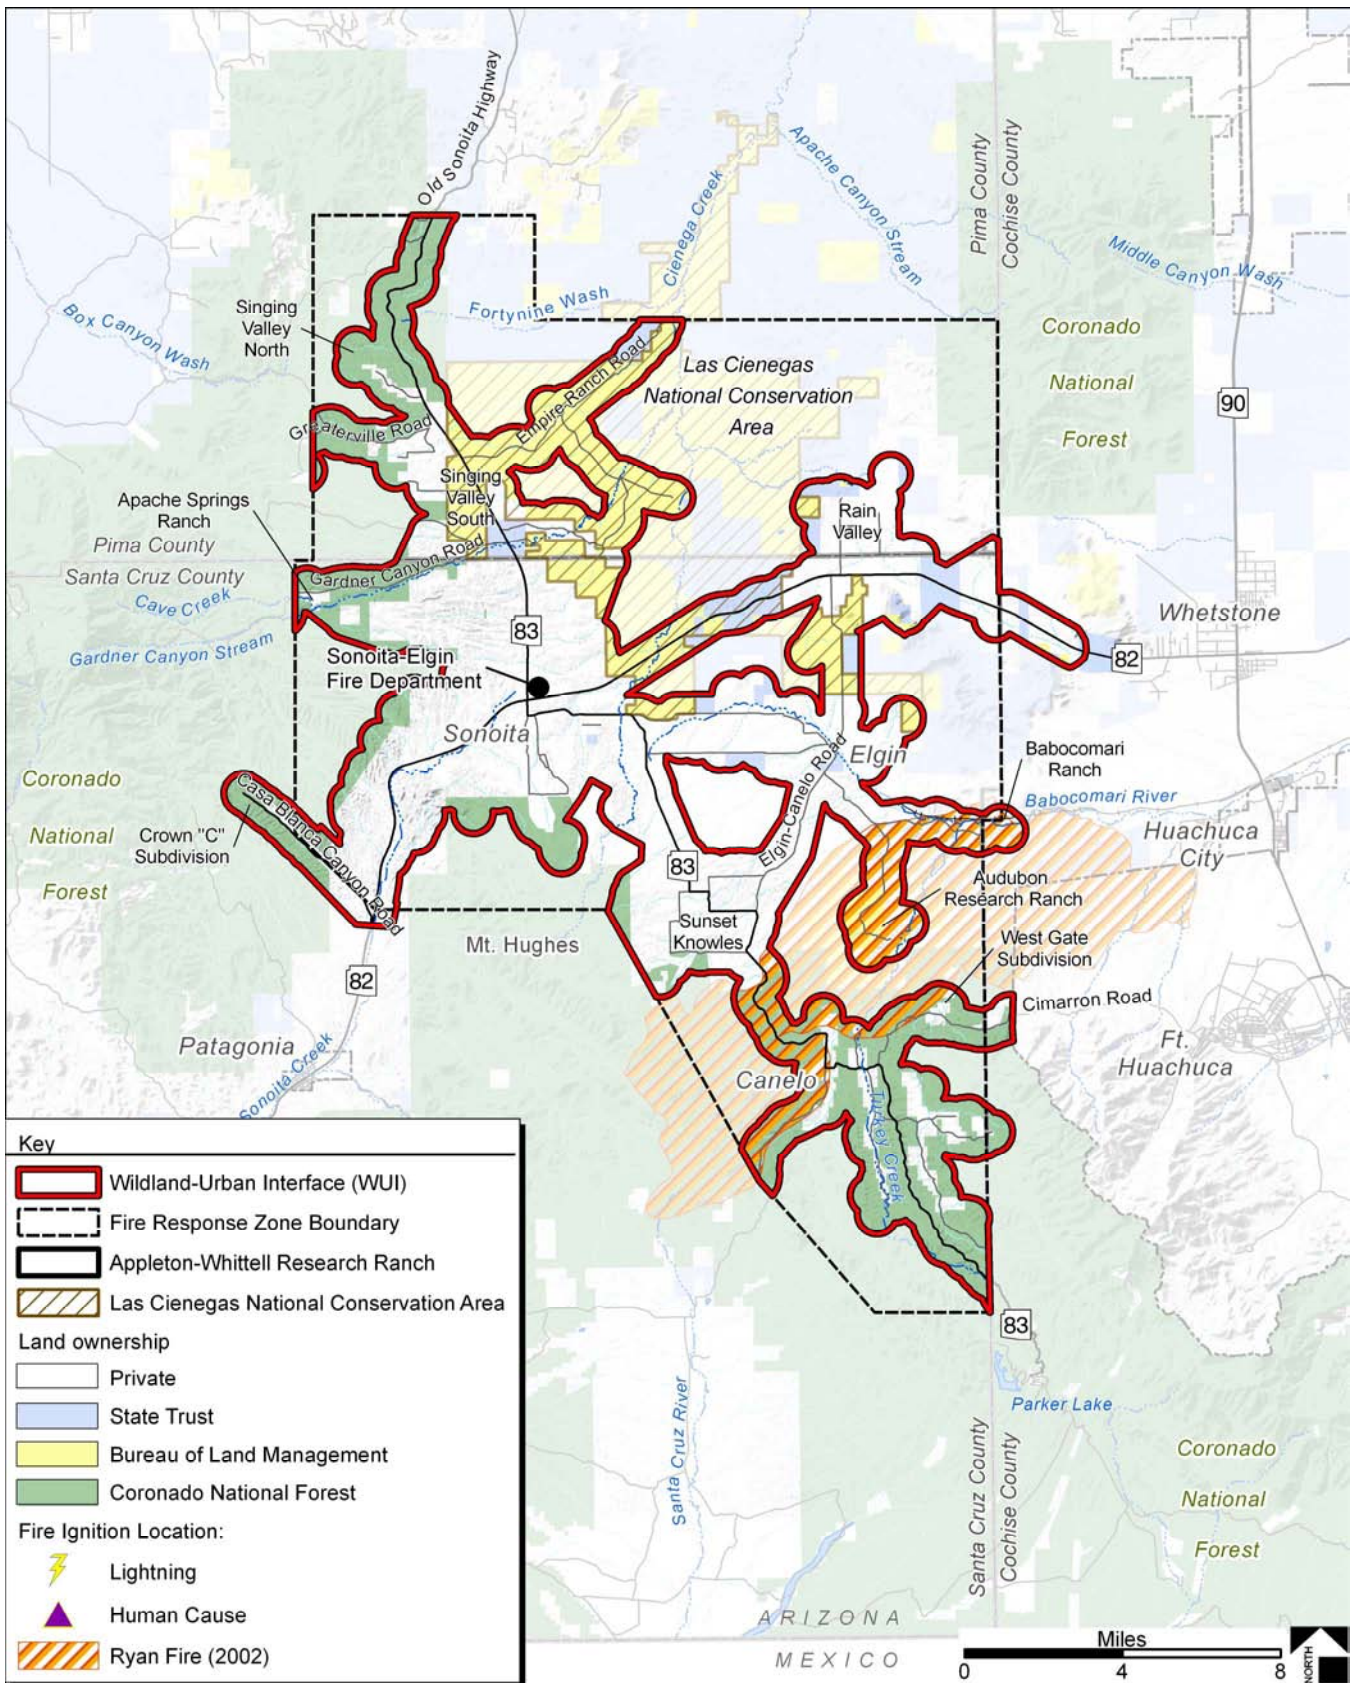 Old Sonoita Highway
Apache Canyon Stream
Pima County
Cochise County
Cienega Creek
Middle Canyon Wash
Fortynine Wash
Box Canyon Wash
Singing
Valley
North
Coronado
National
Forest
Las Cienegas
National Conservation
Area
Empire Ranch Road
90
Greaterville Road
Singing
Valley
South
Apache Springs
Ranch
Rain
Valley
Pima County
Santa Cruz County
Gardner Canyon Road
Cave Creek
Gardner Canyon Stream
Whetstone
83
82
Sonoita-Elgin
Fire Department
Sonoita
Elgin
Babocomari
Ranch
Babocomari River
Coronado
National
Forest
Casa Blanca Canyon Road
Crown "C"
Subdivision
Elgin-Canelo Road
Huachuca
City
83
Audubon
Research Ranch
Sunset
Knowles
West Gate
Subdivision
Mt. Hughes
82
Cimarron Road
Patagonia
Sonoita Creek
Ft.
Huachuca
Canelo
Turkey Creek
83
Parker Lake
Santa Cruz River
Santa Cruz County
Cochise County
Coronado
National
Forest
ARIZONA
MEXICO
Key
Wildland-Urban Interface (WUI)
Fire Response Zone Boundary
Appleton-Whittell Research Ranch
Las Cienegas National Conservation Area
Land ownership
Private
State Trust
Bureau of Land Management
Coronado National Forest
Fire Ignition Location:
Lightning
Human Cause
Ryan Fire (2002)
Miles
0 4 8
NORTH